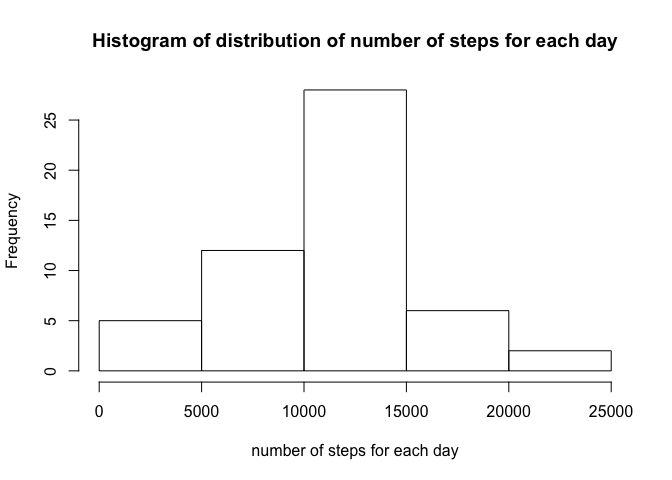 Histogram of distribution of number of steps for each day
Frequency
25
20
15
10
5
0
0 5000 10000 15000 20000 25000
number of steps for each day